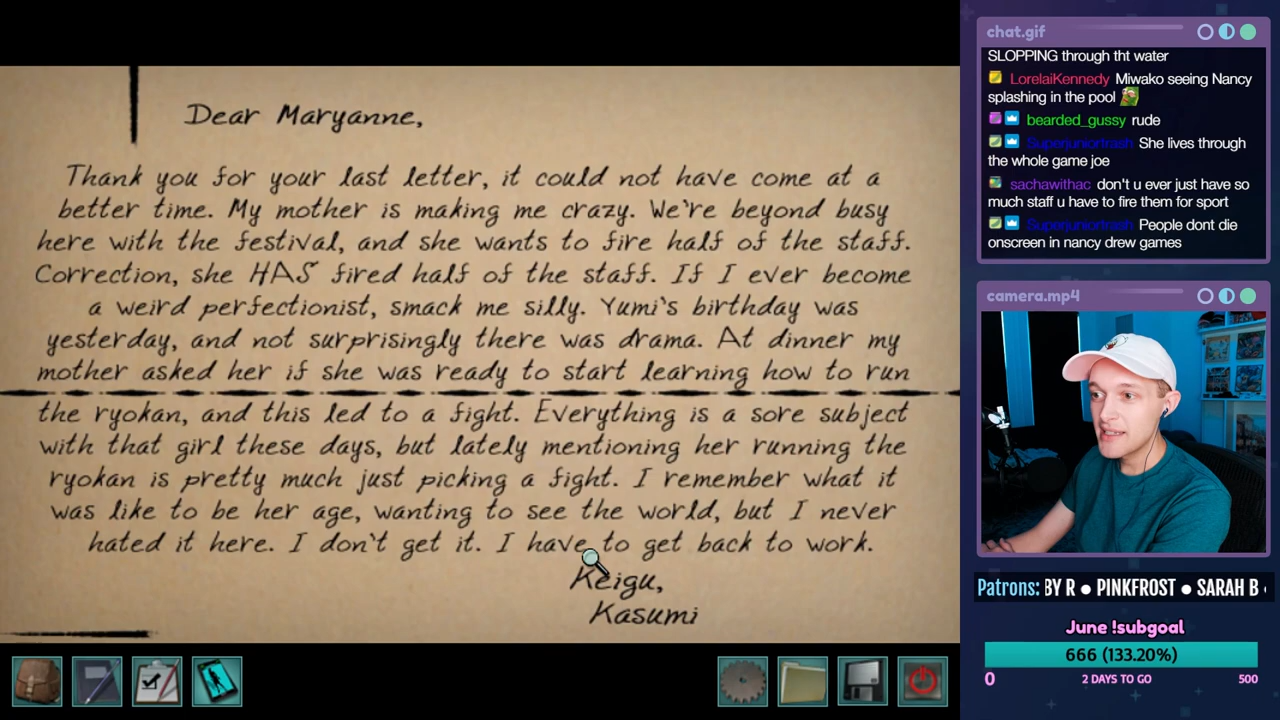 Dear Maryanne,
Thank you for your last letter, it could not have come at a
better time. My mother is making me crazy. We're beyond busy
here with the festival, and she wants to fire half of the staff.
Correction, she HAS fired half of the staff. If I ever become
a weird perfectionist, smack me silly. Yumi's birthday was
yesterday, and not surprisingly there was drama. At dinner my
mother asked her if she was ready to start learning how to run
the ryokan, and this led to a fight. Everything is a sore subject
with that girl these days, but lately mentioning her running the
ryokan is pretty much just picking a fight. I remember what it
was like to be her age, wanting to see the world, but I never
hated it here. I don't get it. I have to get back to work.
Keigu,
Kasumi
chat.gif
SLOPPING through tht water
LorelaiKennedy Miwako seeing Nancy
splashing in the pool
bearded_gussy rude
Superjuniortrash She lives through
the whole game joe
sachawithac don't u ever just have so
much staff u have to fire them for sport
Superjuniortrash People dont die
onscreen in nancy drew games
camera.mp4
Patrons: BY R ● PINKFROST ● SARAH B
June !subgoal
666 (133.20%)
0 2 DAYS TO GO 500